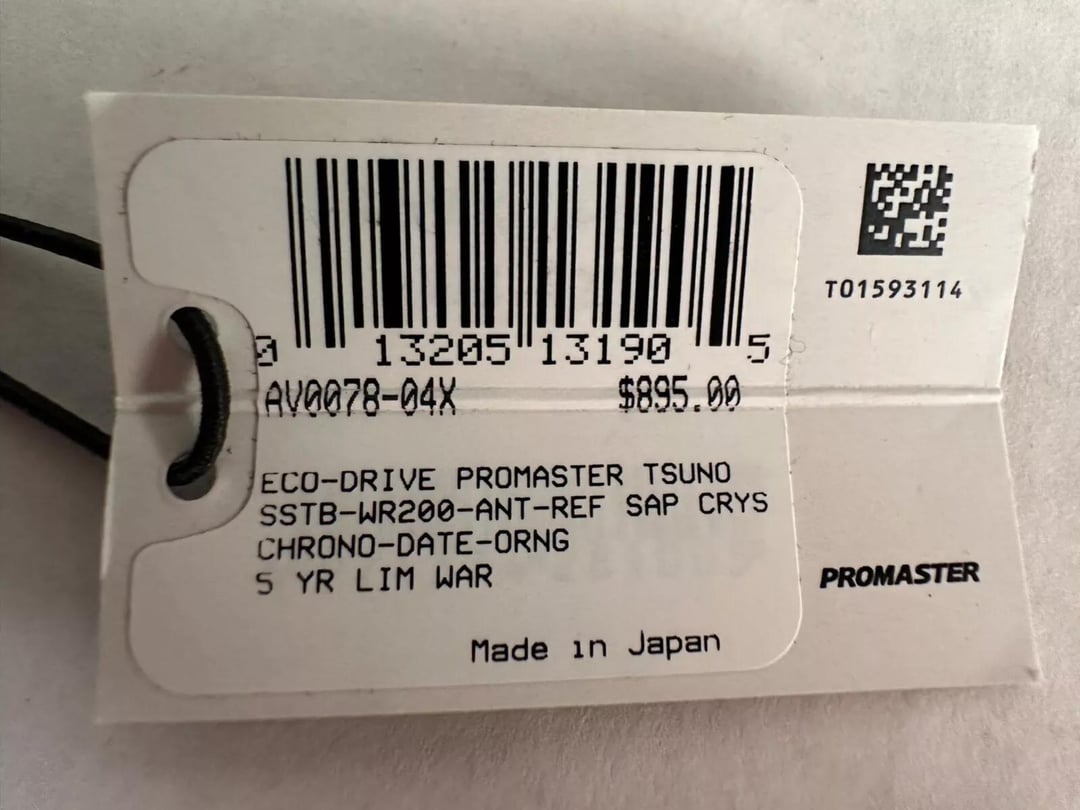 0 13205 13190 5
AV0078-04X $895.00
ECO-DRIVE PROMASTER TSUNO
SSTB-WR200-ANT-REF SAP CRYS
CHRONO-DATE-ORNG
5 YR LIM WAR
Made in Japan
T01593114
PROMASTER